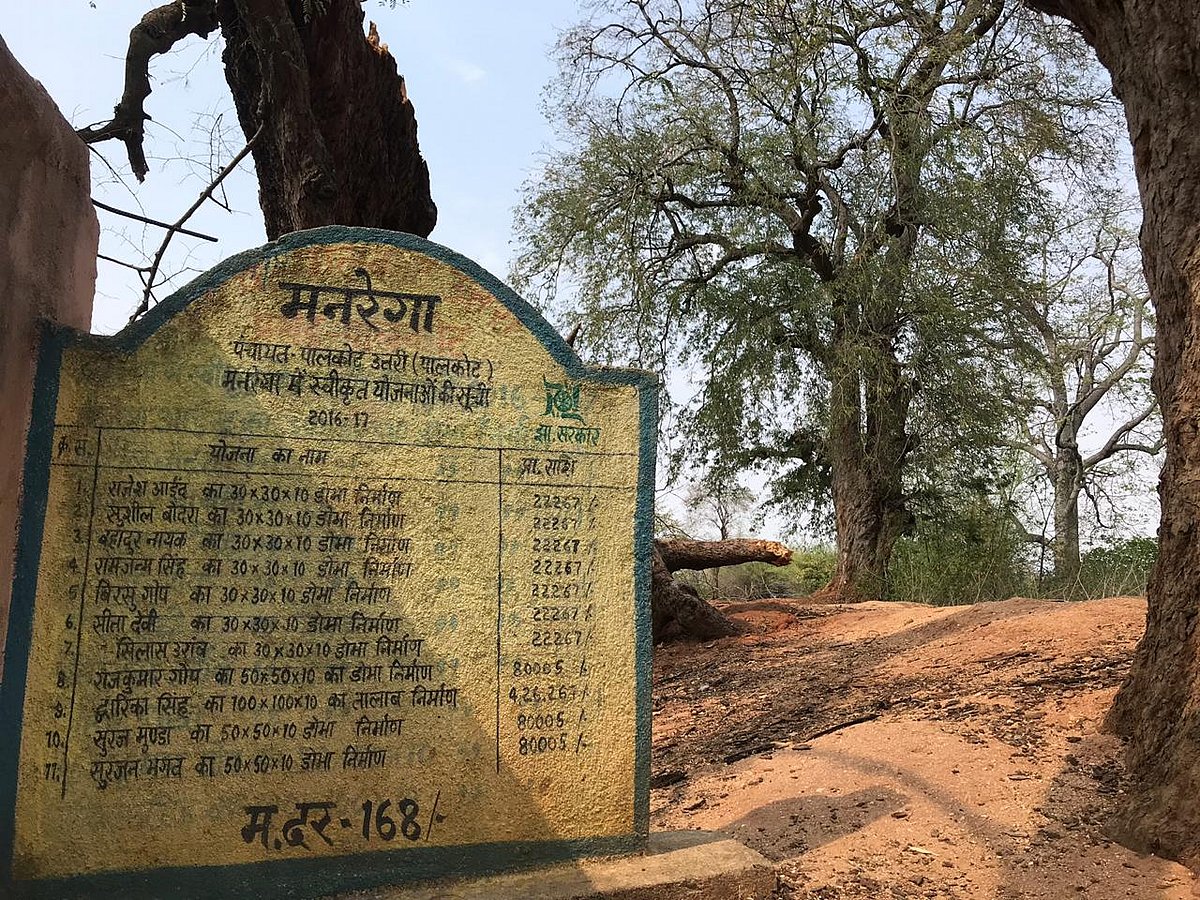 मनरेगा
पंचायत- पालकोट उतरी (पालकोट)
मनरेगा में स्वीकृत योजनाओं की सूची
2016-17
झा. सरकार
क्र.स. योजना का नाम प्रा. राशि
1. राजेश आईंद का 30×30×10 डोभा निर्माण 22267/-
2. सुशील बोदरा का 30×30×10 डोभा निर्माण 22267/-
3. बहादुर नायक का 30×30×10 डोभा निर्माण 22267/-
4. रामजन्म सिंह का 30×30×10 डोभा निर्माण 22267/-
5. बिरसु गोप का 30×30×10 डोभा निर्माण 22267/-
6. सीता देवी का 30×30×10 डोभा निर्माण 22267/-
7. सिलास उरांव का 30×30×10 डोभा निर्माण 22267/-
8. राजकुमार गोप का 50×50×10 का डोभा निर्माण 80005/-
9. द्वारिका सिंह का 100×100×10 का तालाब निर्माण 4,26,267/-
10. सुरज मुण्डा का 50×50×10 डोभा निर्माण 80005/-
11. सुरजन भगत का 50×50×10 डोभा निर्माण 80005/-
म.दर-168/-